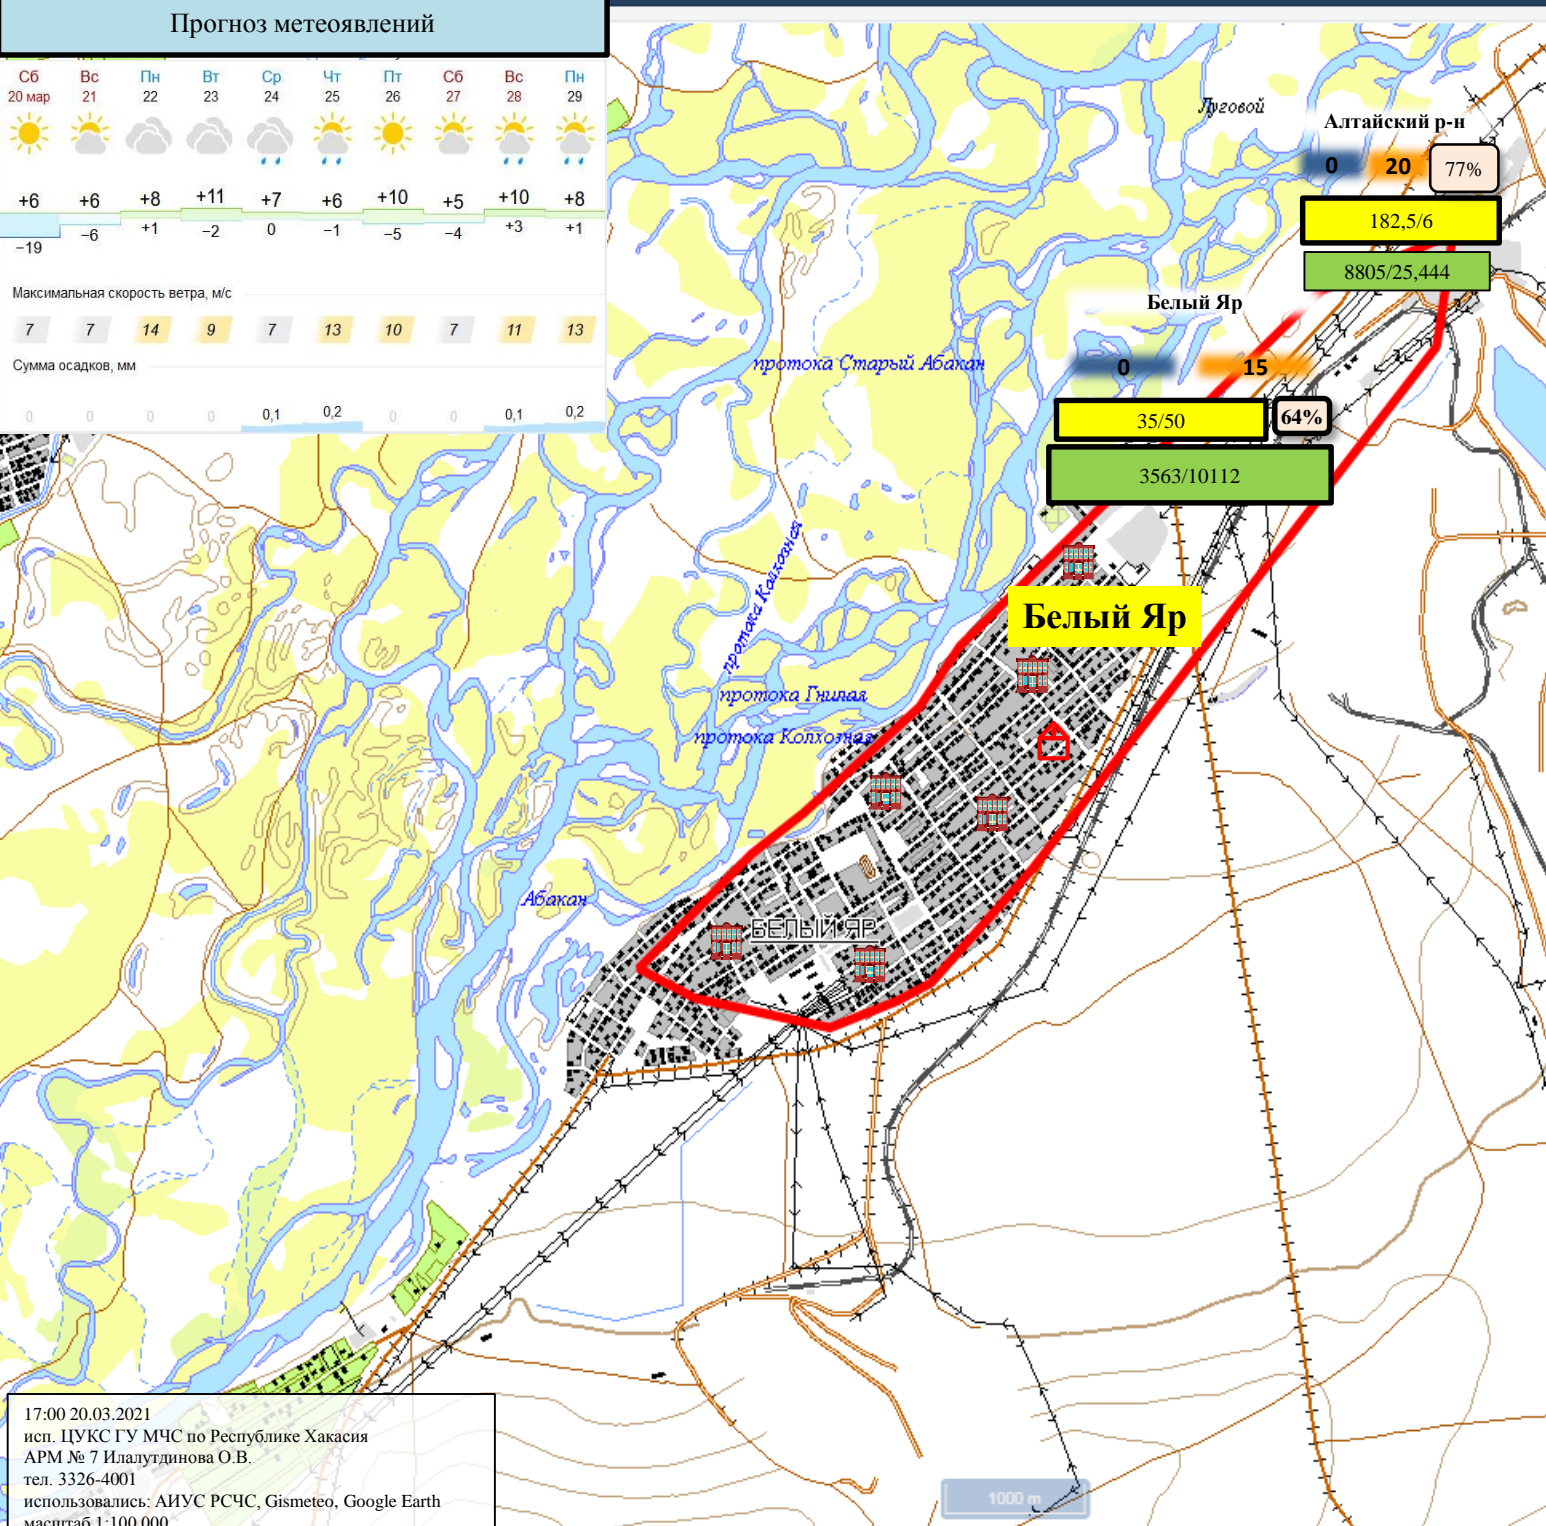 Прогноз метеоявлений
Сб Вс Пн Вт Ср Чт Пт Сб Вс Пн
20 мар 21 22 23 24 25 26 27 28 29
+6 +6 +8 +11 +7 +6 +10 +5 +10 +8
−19 −6 +1 −2 0 −1 −5 −4 +3 +1
Максимальная скорость ветра, м/с
7 7 14 9 7 13 10 7 11 13
Сумма осадков, мм
0 0 0 0 0,1 0,2 0 0 0,1 0,2
Луговой
Алтайский р-н
0 20 77%
182,5/6
8805/25,444
Белый Яр
0 15
35/50 64%
3563/10112
протока Старый Абакан
протока Кайхозная
Белый Яр
протока Гнилая
протока Колхозная
Абакан
БЕЛЫЙ ЯР
1000 m
17:00 20.03.2021
исп. ЦУКС ГУ МЧС по Республике Хакасия
АРМ № 7 Илалутдинова О.В.
тел. 3326-4001
использовались: АИУС РСЧС, Gismeteo, Google Earth
масштаб 1:100 000